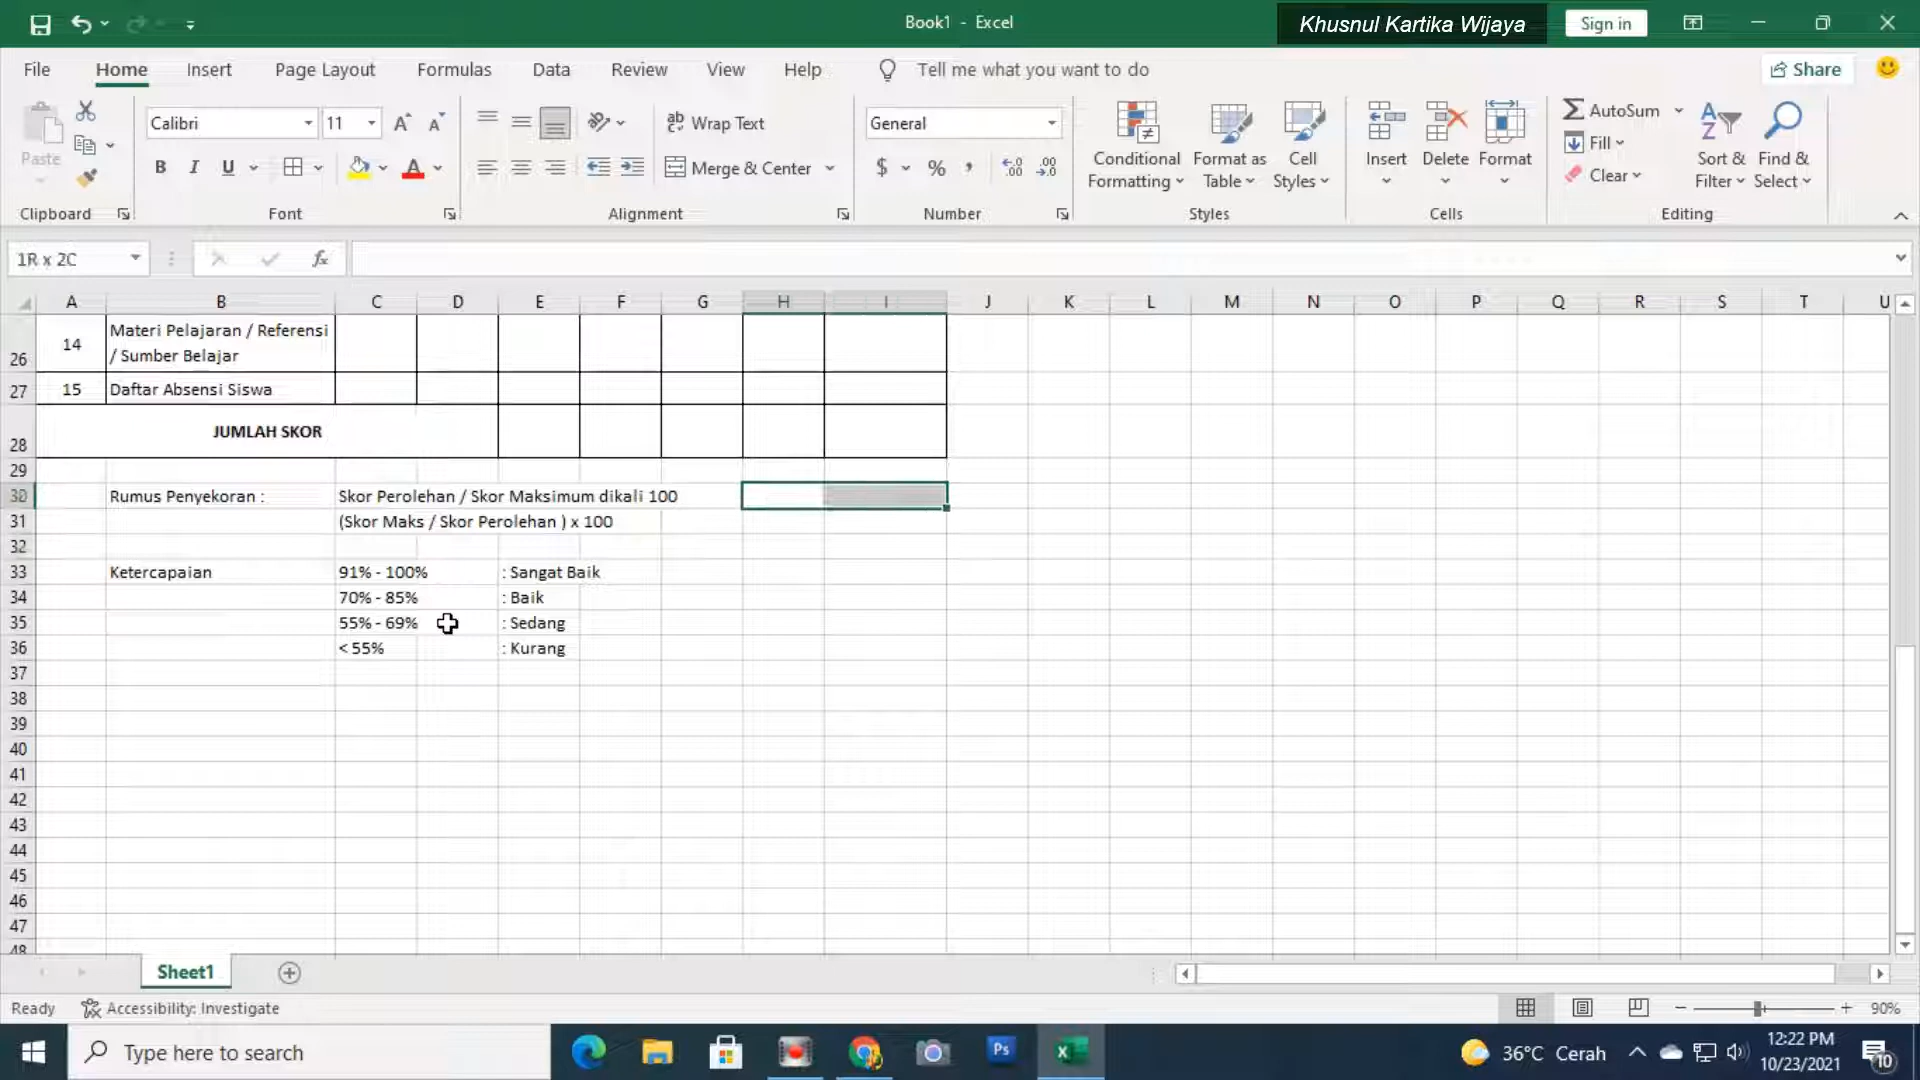 Book1 - Excel
Khusnul Kartika Wijaya
Sign in
File Home Insert Page Layout Formulas Data Review View Help Tell me what you want to do Share
Paste
Calibri 11
Wrap Text
General
Conditional Formatting
Format as Table
Cell Styles
Insert
Delete
Format
AutoSum
Fill
Clear
Sort & Filter
Find & Select
B I U
Merge & Center
$ % ,
Clipboard Font Alignment Number Styles Cells Editing
1R x 2C fx
A B C D E F G H I J K L M N O P Q R S T U
26 14 Materi Pelajaran / Referensi
/ Sumber Belajar
27 15 Daftar Absensi Siswa
28 JUMLAH SKOR
29
30 Rumus Penyekoran : Skor Perolehan / Skor Maksimum dikali 100
31 (Skor Maks / Skor Perolehan ) x 100
32
33 Ketercapaian 91% - 100% : Sangat Baik
34 70% - 85% : Baik
35 55% - 69% : Sedang
36 < 55% : Kurang
37
38
39
40
41
42
43
44
45
46
47
48
Sheet1
Ready Accessibility: Investigate 90%
Type here to search
Ps
36°C Cerah
12:22 PM
10/23/2021
10